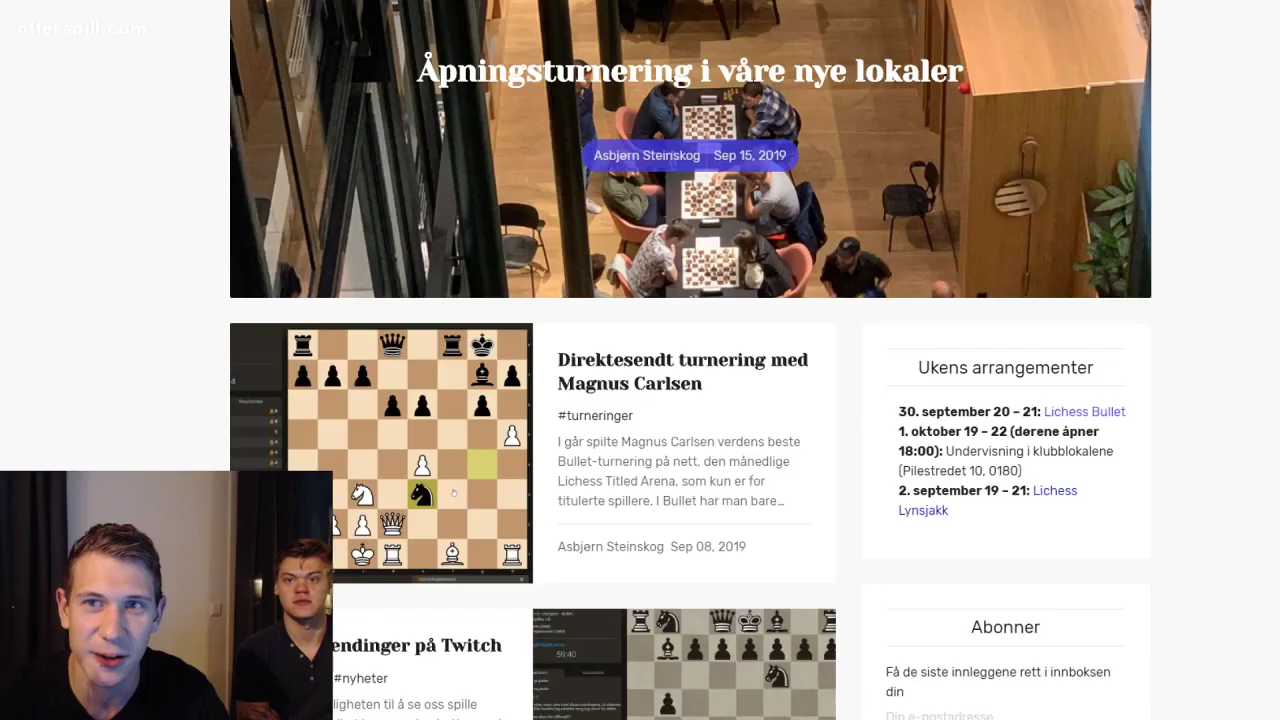 offerspill.com
Åpningsturnering i våre nye lokaler
Asbjørn Steinskog Sep 15, 2019
Direktesendt turnering med
Magnus Carlsen
#turneringer
I går spilte Magnus Carlsen verdens beste
Bullet-turnering på nett, den månedlige
Lichess Titled Arena, som kun er for
titulerte spillere. I Bullet har man bare...
Asbjørn Steinskog Sep 08, 2019
endinger på Twitch
#nyheter
ligheten til å se oss spille
59:40
Ukens arrangementer
30. september 20 – 21: Lichess Bullet
1. oktober 19 – 22 (dørene åpner
18:00): Undervisning i klubblokalene
(Pilestredet 10, 0180)
2. september 19 – 21: Lichess
Lynsjakk
Abonner
Få de siste innleggene rett i innboksen
din
Din e-postadresse